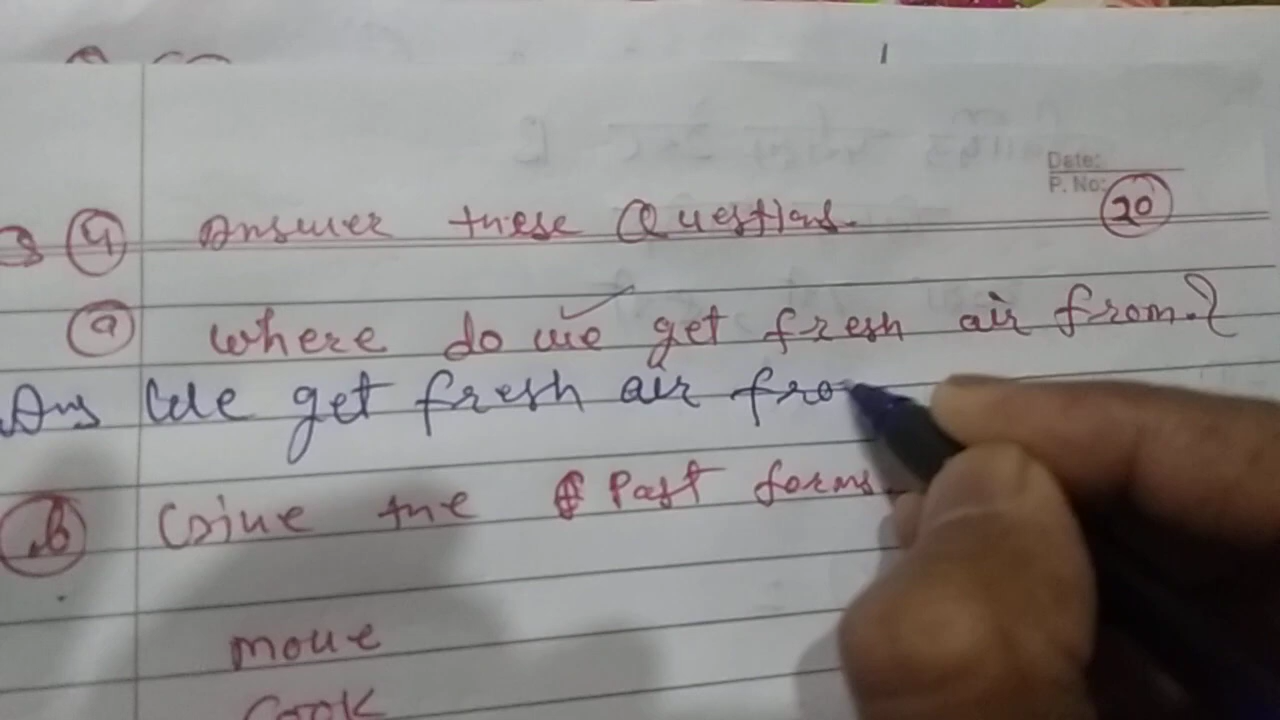 Date:
P. No: 20
4 Answer these Questions.
a where do we get fresh air from.?
Ans We get fresh air fro
b Give the Past forms.
move
Cook